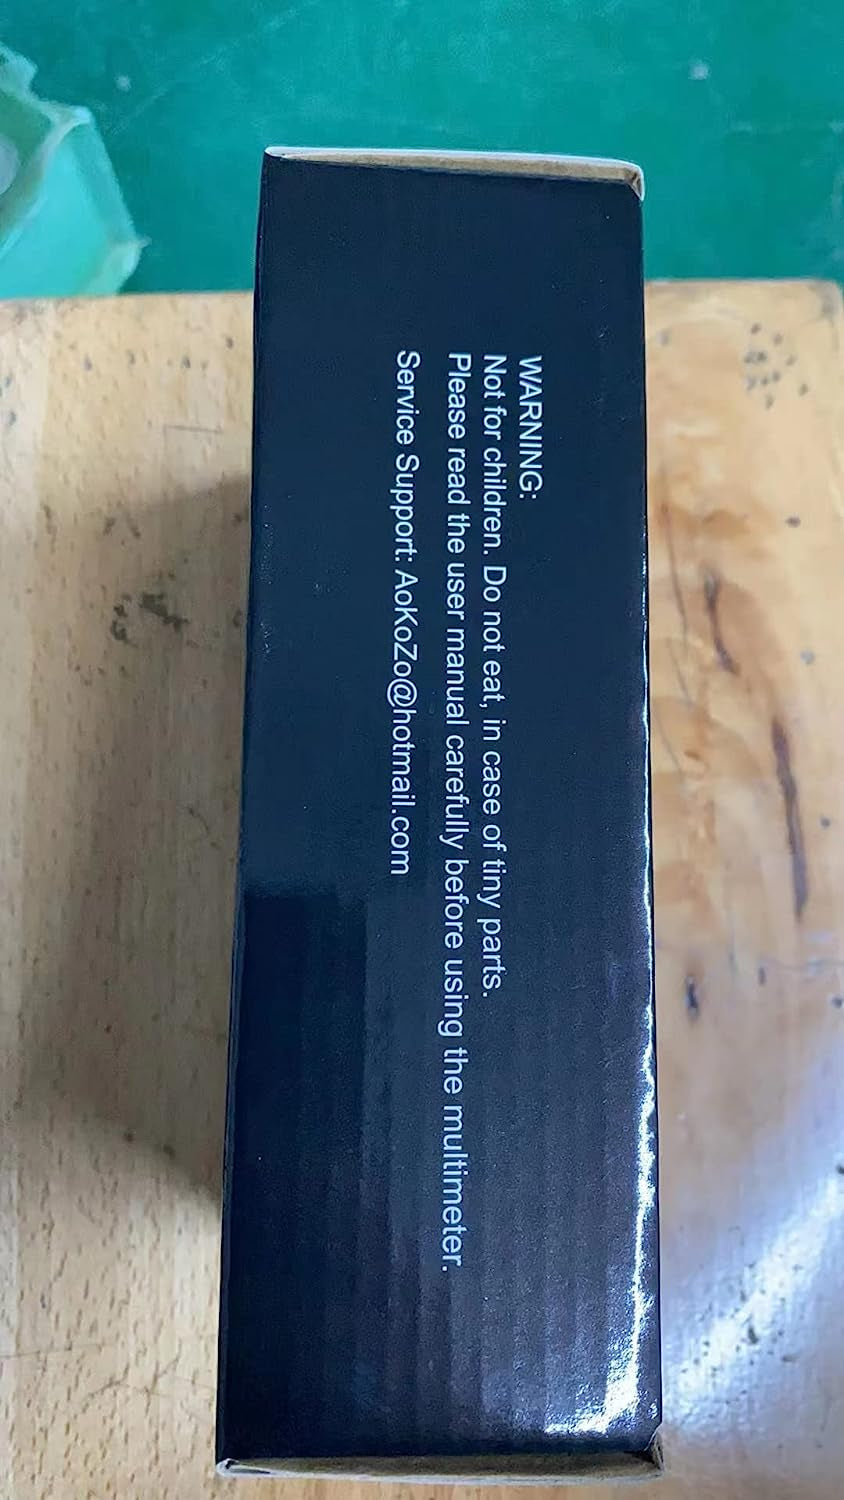 WARNING:
Not for children. Do not eat, in case of tiny parts.
Please read the user manual carefully before using the multimeter.
Service Support: AoKoZo@hotmail.com